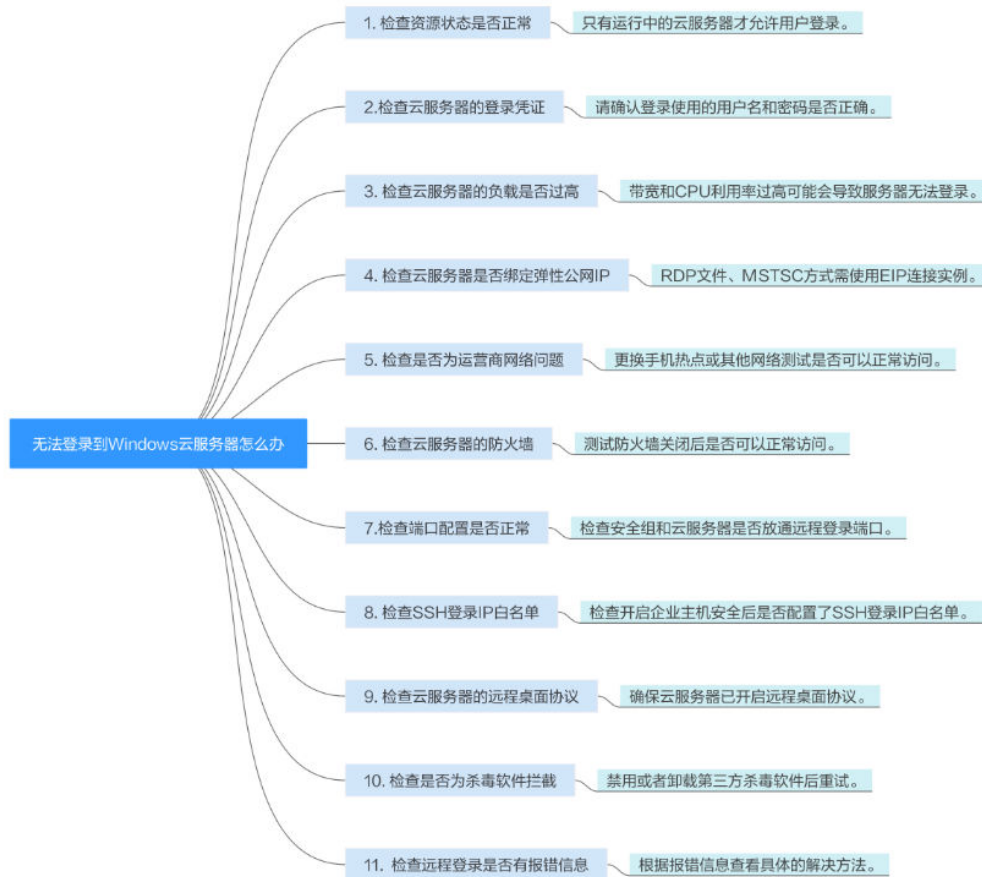 1. 检查资源状态是否正常
只有运行中的云服务器才允许用户登录。
2.检查云服务器的登录凭证
请确认登录使用的用户名和密码是否正确。
3. 检查云服务器的负载是否过高
带宽和CPU利用率过高可能会导致服务器无法登录。
4. 检查云服务器是否绑定弹性公网IP
RDP文件、MSTSC方式需使用EIP连接实例。
5. 检查是否为运营商网络问题
更换手机热点或其他网络测试是否可以正常访问。
无法登录到Windows云服务器怎么办
6. 检查云服务器的防火墙
测试防火墙关闭后是否可以正常访问。
7.检查端口配置是否正常
检查安全组和云服务器是否放通远程登录端口。
8. 检查SSH登录IP白名单
检查开启企业主机安全后是否配置了SSH登录IP白名单。
9. 检查云服务器的远程桌面协议
确保云服务器已开启远程桌面协议。
10. 检查是否为杀毒软件拦截
禁用或者卸载第三方杀毒软件后重试。
11. 检查远程登录是否有报错信息
根据报错信息查看具体的解决方法。